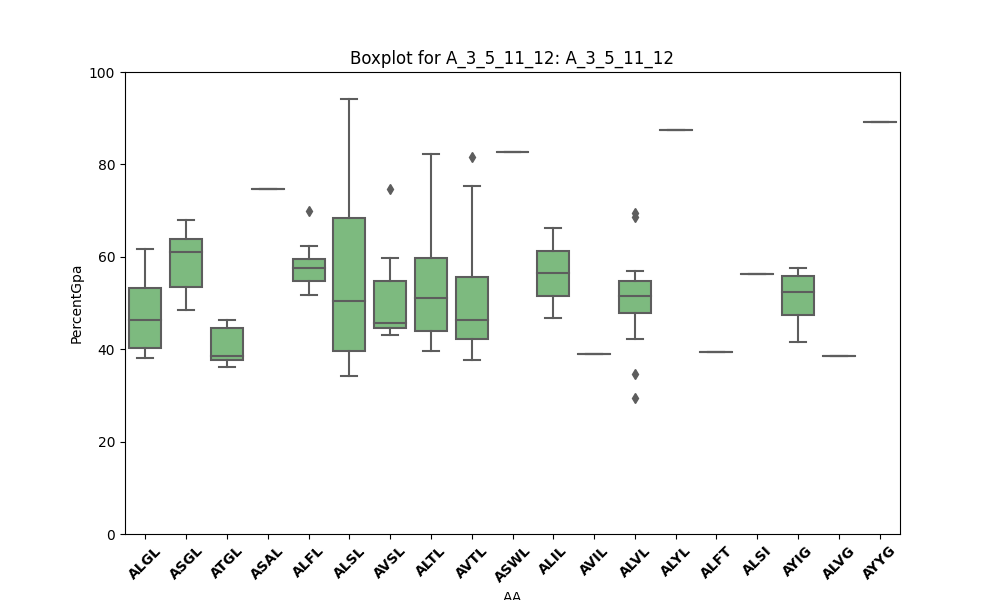 Boxplot for A_3_5_11_12: A_3_5_11_12
100
80
60
40
20
0
PercentGpa
ALGL ASGL ATGL ASAL ALFL ALSL AVSL ALTL AVTL ASWL ALIL AVIL ALVL ALYL ALFT ALSI AYIG ALVG AYYG
AA